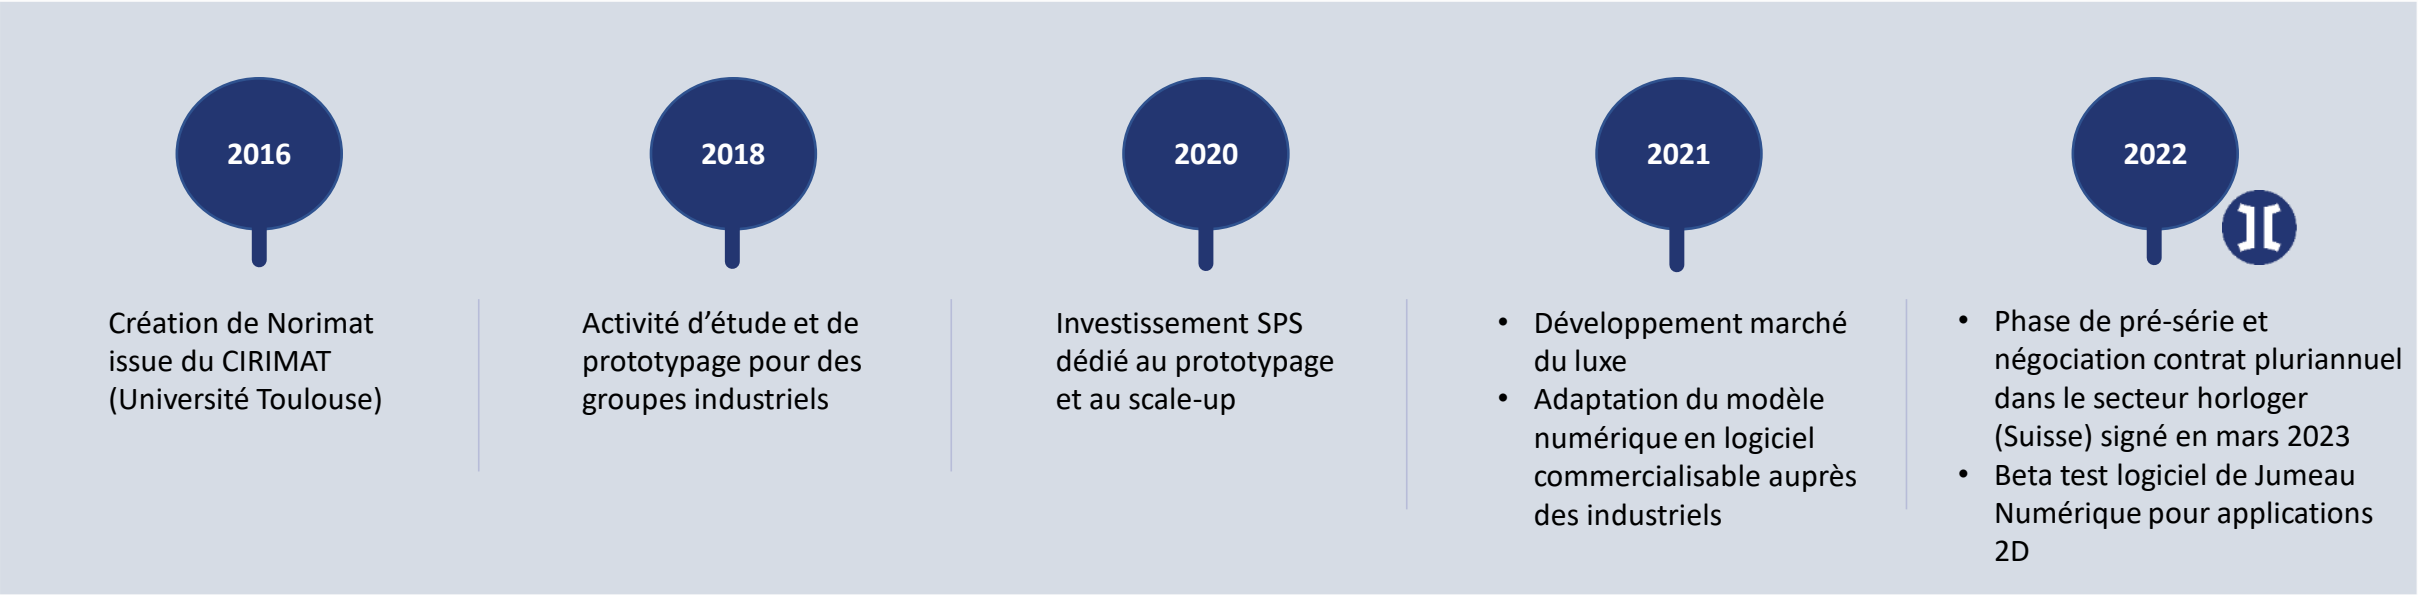 2016
Création de Norimat
issue du CIRIMAT
(Université Toulouse)
2018
Activité d’étude et de
prototypage pour des
groupes industriels
2020
Investissement SPS
dédié au prototypage
et au scale-up
2021
• Développement marché
du luxe
• Adaptation du modèle
numérique en logiciel
commercialisable auprès
des industriels
2022
• Phase de pré-série et
négociation contrat pluriannuel
dans le secteur horloger
(Suisse) signé en mars 2023
• Beta test logiciel de Jumeau
Numérique pour applications
2D